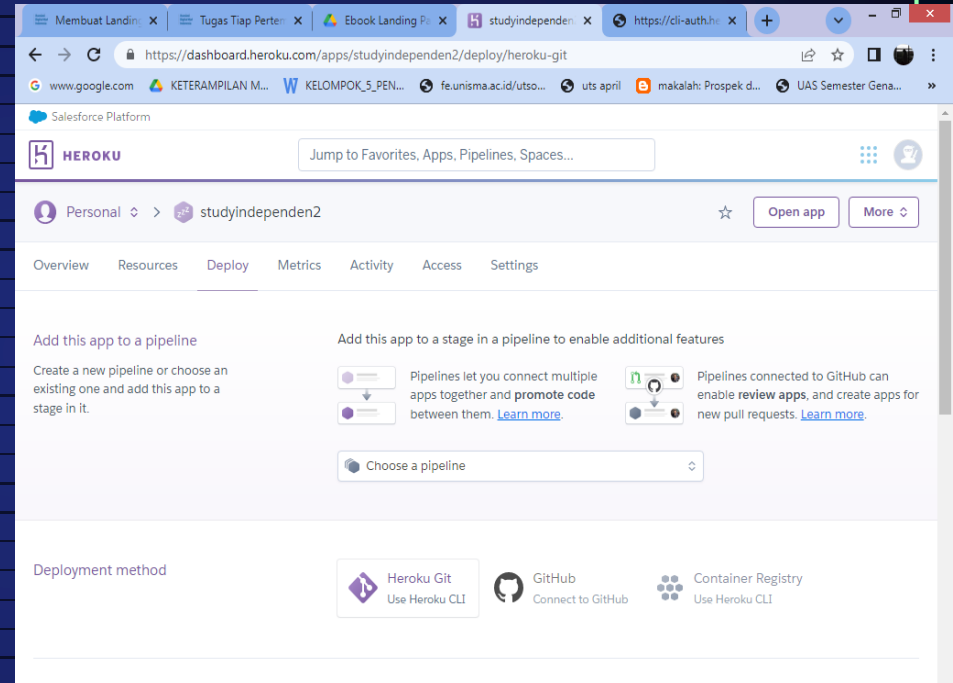 Membuat Landin
Tugas Tiap Perten
Ebook Landing Pa
studyindependen
https://cli-auth.he
https://dashboard.heroku.com/apps/studyindependen2/deploy/heroku-git
www.google.com
KETERAMPILAN M...
KELOMPOK_5_PEN...
fe.unisma.ac.id/utso...
uts april
makalah: Prospek d...
UAS Semester Gena...
Salesforce Platform
HEROKU
Jump to Favorites, Apps, Pipelines, Spaces...
Personal
studyindependen2
Open app
More
Overview
Resources
Deploy
Metrics
Activity
Access
Settings
Add this app to a pipeline
Create a new pipeline or choose an
existing one and add this app to a
stage in it.
Add this app to a stage in a pipeline to enable additional features
Pipelines let you connect multiple
apps together and promote code
between them. Learn more.
Pipelines connected to GitHub can
enable review apps, and create apps for
new pull requests. Learn more.
Choose a pipeline
Deployment method
Heroku Git
Use Heroku CLI
GitHub
Connect to GitHub
Container Registry
Use Heroku CLI